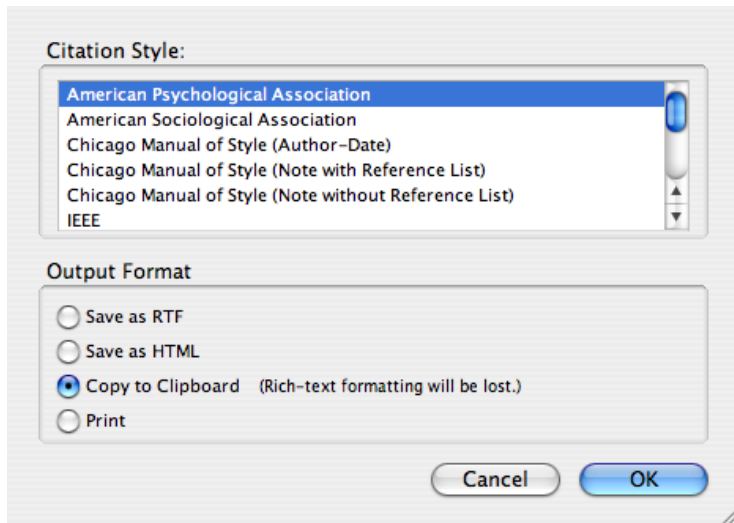 Citation Style:
American Psychological Association
American Sociological Association
Chicago Manual of Style (Author-Date)
Chicago Manual of Style (Note with Reference List)
Chicago Manual of Style (Note without Reference List)
IEEE
Output Format
Save as RTF
Save as HTML
Copy to Clipboard (Rich-text formatting will be lost.)
Print
Cancel OK